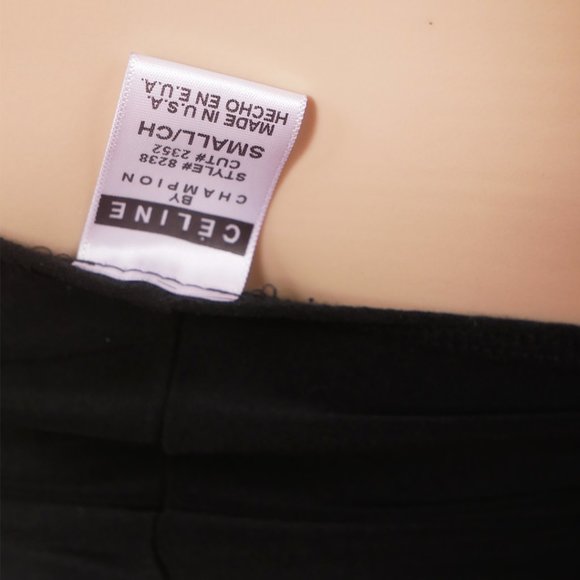 CÉLINE
BY
CHAMPION
STYLE# 8238
CUT# 2352
SMALL/CH
MADE IN U.S.A.
HECHO EN E.U.A.